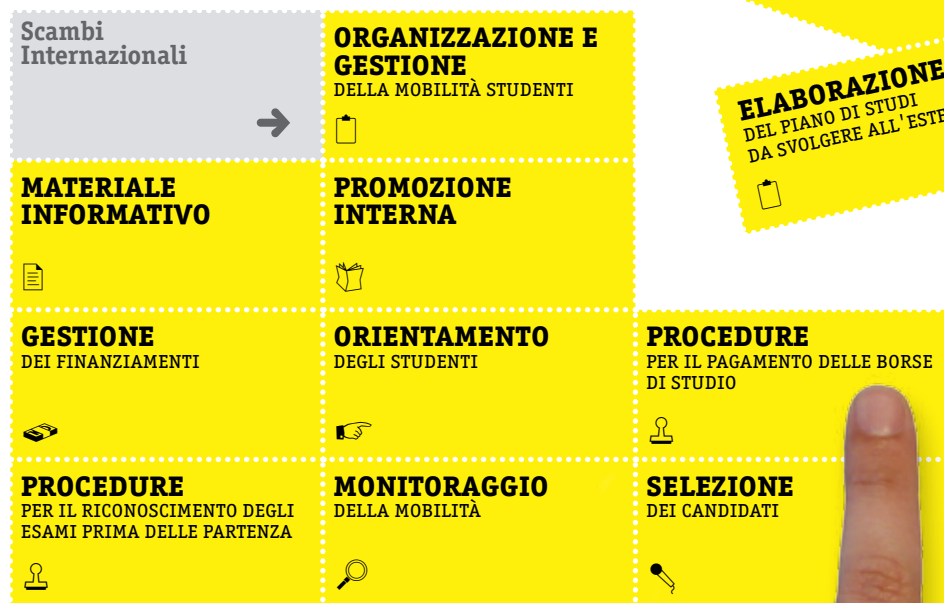 Scambi
Internazionali
ORGANIZZAZIONE E
GESTIONE
DELLA MOBILITÀ STUDENTI
ELABORAZIONE
DEL PIANO DI STUDI
DA SVOLGERE ALL'ESTE
MATERIALE
INFORMATIVO
PROMOZIONE
INTERNA
GESTIONE
DEI FINANZIAMENTI
ORIENTAMENTO
DEGLI STUDENTI
PROCEDURE
PER IL PAGAMENTO DELLE BORSE
DI STUDIO
PROCEDURE
PER IL RICONOSCIMENTO DEGLI
ESAMI PRIMA DELLE PARTENZA
MONITORAGGIO
DELLA MOBILITÀ
SELEZIONE
DEI CANDIDATI